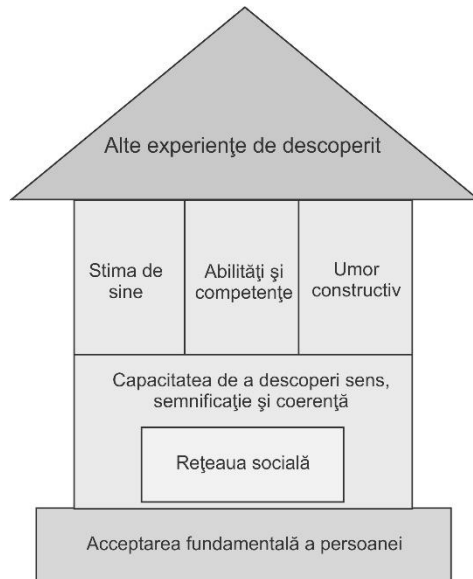 Alte experienţe de descoperit
Stima de
sine
Abilităţi şi
competenţe
Umor
constructiv
Capacitatea de a descoperi sens,
semnificaţie şi coerenţă
Reţeaua socială
Acceptarea fundamentală a persoanei